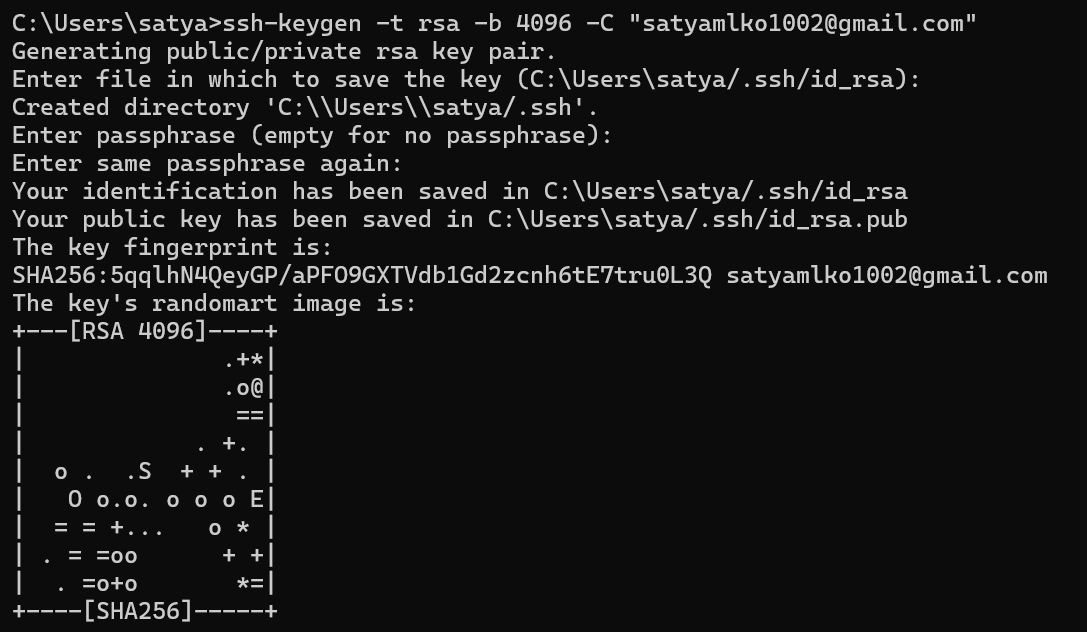 C:\Users\satya>ssh-keygen -t rsa -b 4096 -C "satyamlko1002@gmail.com"
Generating public/private rsa key pair.
Enter file in which to save the key (C:\Users\satya/.ssh/id_rsa):
Created directory 'C:\\Users\\satya/.ssh'.
Enter passphrase (empty for no passphrase):
Enter same passphrase again:
Your identification has been saved in C:\Users\satya/.ssh/id_rsa
Your public key has been saved in C:\Users\satya/.ssh/id_rsa.pub
The key fingerprint is:
SHA256:5qqlhN4QeyGP/aPFO9GXTVdb1Gd2zcnh6tE7tru0L3Q satyamlko1002@gmail.com
The key's randomart image is:
+---[RSA 4096]----+
|              .+*|
|              .o@|
|               ==|
|            . +. |
|  o .  .S  + + . |
|   O o.o. o o o E|
|  = = +...   o * |
| . = =oo      + +|
|  . =o+o       *=|
+----[SHA256]-----+